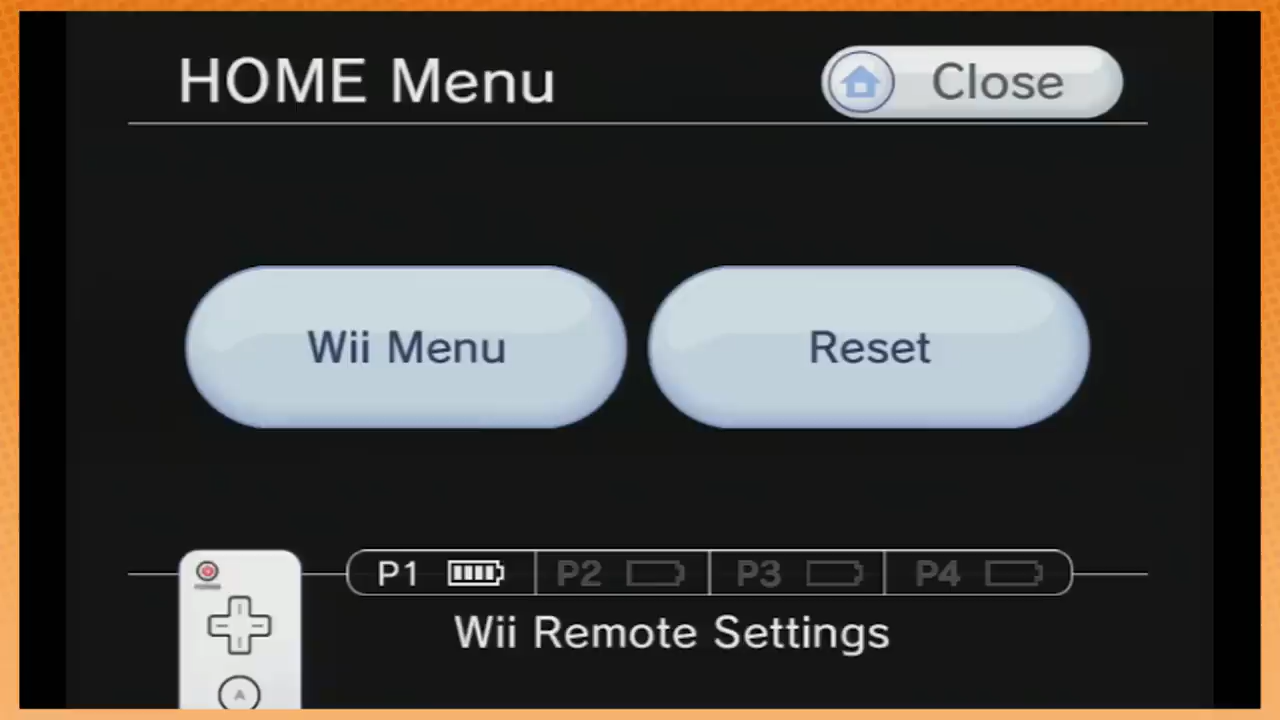 HOME Menu
Close
Wii Menu
Reset
P1
P2
P3
P4
Wii Remote Settings
A